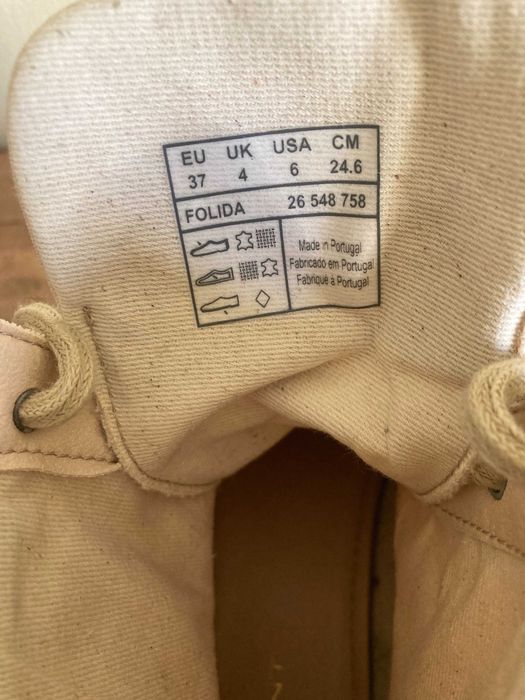 EU UK USA CM
37 4 6 24.6
FOLIDA 26 548 758
Made in Portugal
Fabricado em Portugal
Fabriqué à Portugal